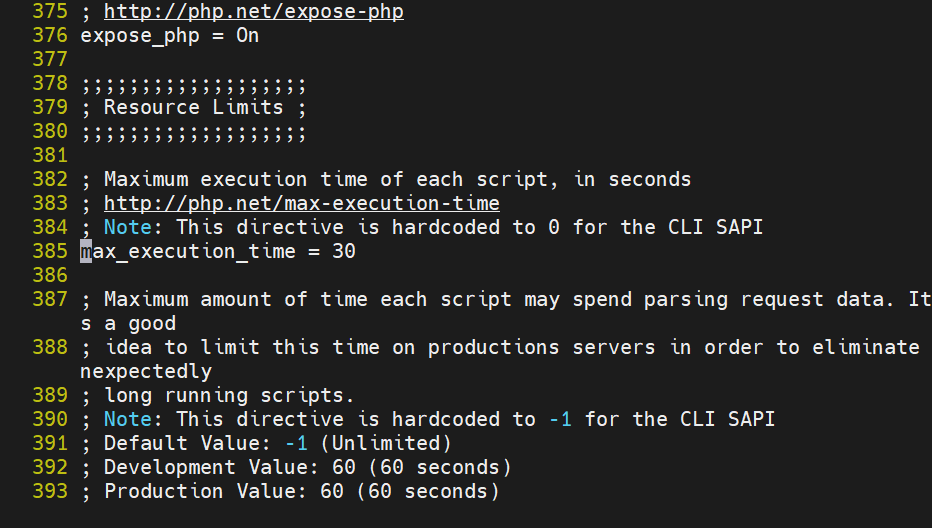 375 ; http://php.net/expose-php
376 expose_php = On
377
378 ;;;;;;;;;;;;;;;;;;;
379 ; Resource Limits ;
380 ;;;;;;;;;;;;;;;;;;;
381
382 ; Maximum execution time of each script, in seconds
383 ; http://php.net/max-execution-time
384 ; Note: This directive is hardcoded to 0 for the CLI SAPI
385 max_execution_time = 30
386
387 ; Maximum amount of time each script may spend parsing request data. It
s a good
388 ; idea to limit this time on productions servers in order to eliminate
nexpectedly
389 ; long running scripts.
390 ; Note: This directive is hardcoded to -1 for the CLI SAPI
391 ; Default Value: -1 (Unlimited)
392 ; Development Value: 60 (60 seconds)
393 ; Production Value: 60 (60 seconds)